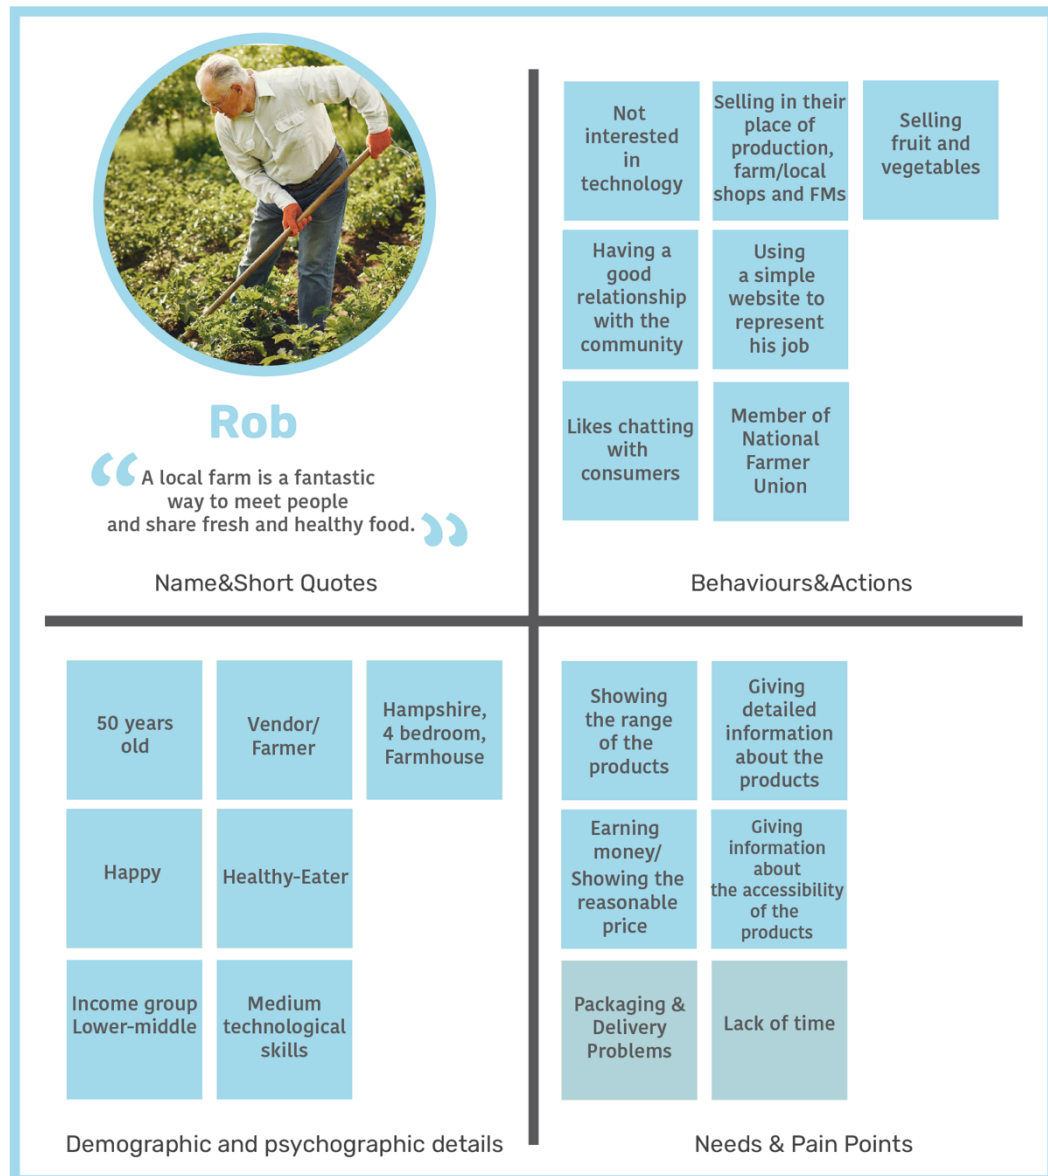 Rob
“ A local farm is a fantastic
way to meet people
and share fresh and healthy food. ”
Name&Short Quotes
Not
interested
in
technology
Selling in their
place of
production,
farm/local
shops and FMs
Selling
fruit and
vegetables
Having a
good
relationship
with the
community
Using
a simple
website to
represent
his job
Likes chatting
with
consumers
Member of
National
Farmer
Union
Behaviours&Actions
50 years
old
Vendor/
Farmer
Hampshire,
4 bedroom,
Farmhouse
Happy
Healthy-Eater
Income group
Lower-middle
Medium
technological
skills
Demographic and psychographic details
Showing
the range
of the
products
Giving
detailed
information
about the
products
Earning
money/
Showing the
reasonable
price
Giving
information
about
the accessibility
of the
products
Packaging &
Delivery
Problems
Lack of time
Needs & Pain Points